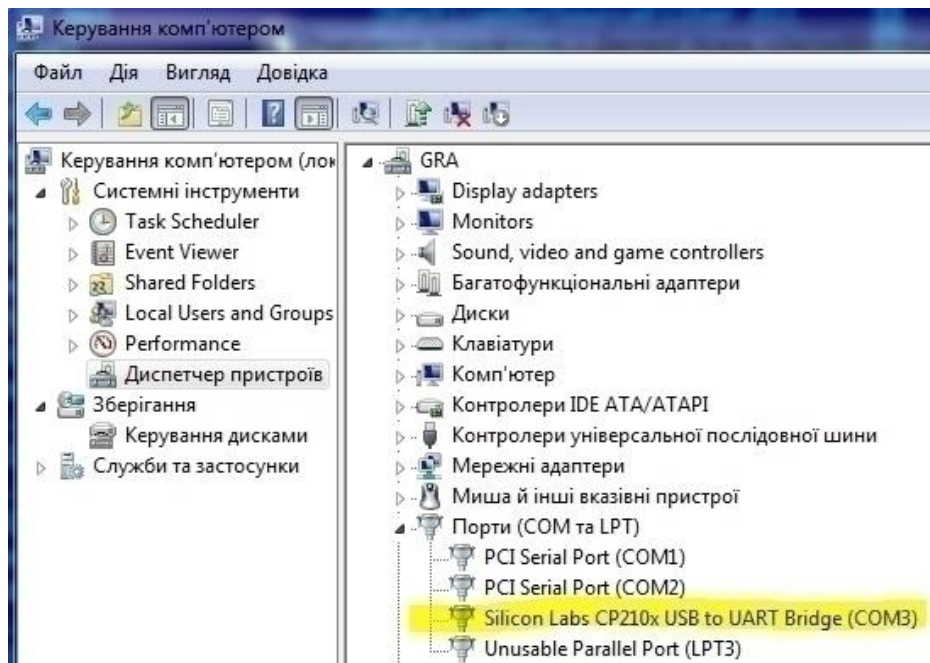 Керування комп'ютером
Файл Дія Вигляд Довідка
Керування комп'ютером (лок
Системні інструменти
Task Scheduler
Event Viewer
Shared Folders
Local Users and Groups
Performance
Диспетчер пристроїв
Зберігання
Керування дисками
Служби та застосунки
GRA
Display adapters
Monitors
Sound, video and game controllers
Багатофункціональні адаптери
Диски
Клавіатури
Комп'ютер
Контролери IDE ATA/ATAPI
Контролери універсальної послідовної шини
Мережні адаптери
Миша й інші вказівні пристрої
Порти (COM та LPT)
PCI Serial Port (COM1)
PCI Serial Port (COM2)
Silicon Labs CP210x USB to UART Bridge (COM3)
Unusable Parallel Port (LPT3)